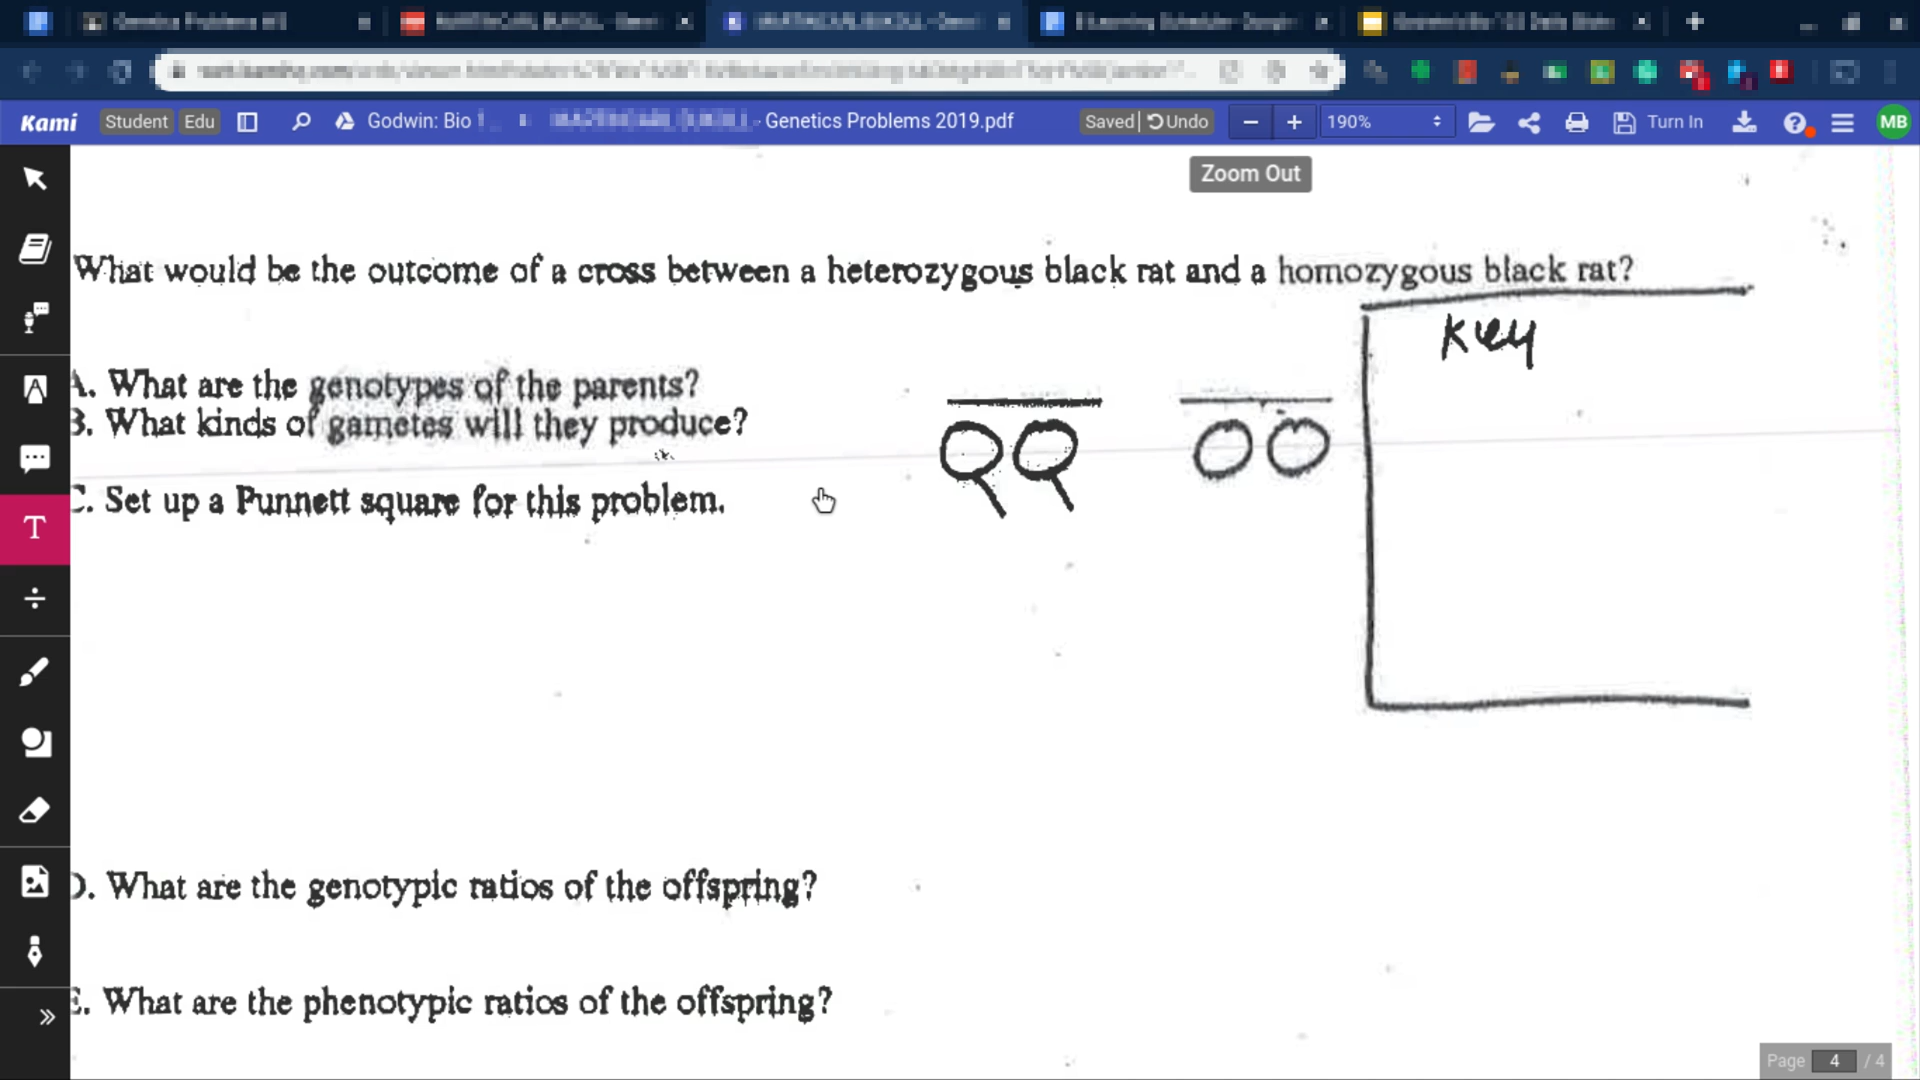 Kami Student Edu Godwin: Bio Genetics Problems 2019.pdf Saved Undo 190% Turn In MB
Zoom Out
What would be the outcome of a cross between a heterozygous black rat and a homozygous black rat?
Key
A. What are the genotypes of the parents?
B. What kinds of gametes will they produce?
C. Set up a Punnett square for this problem.
D. What are the genotypic ratios of the offspring?
E. What are the phenotypic ratios of the offspring?
Page 4 / 4